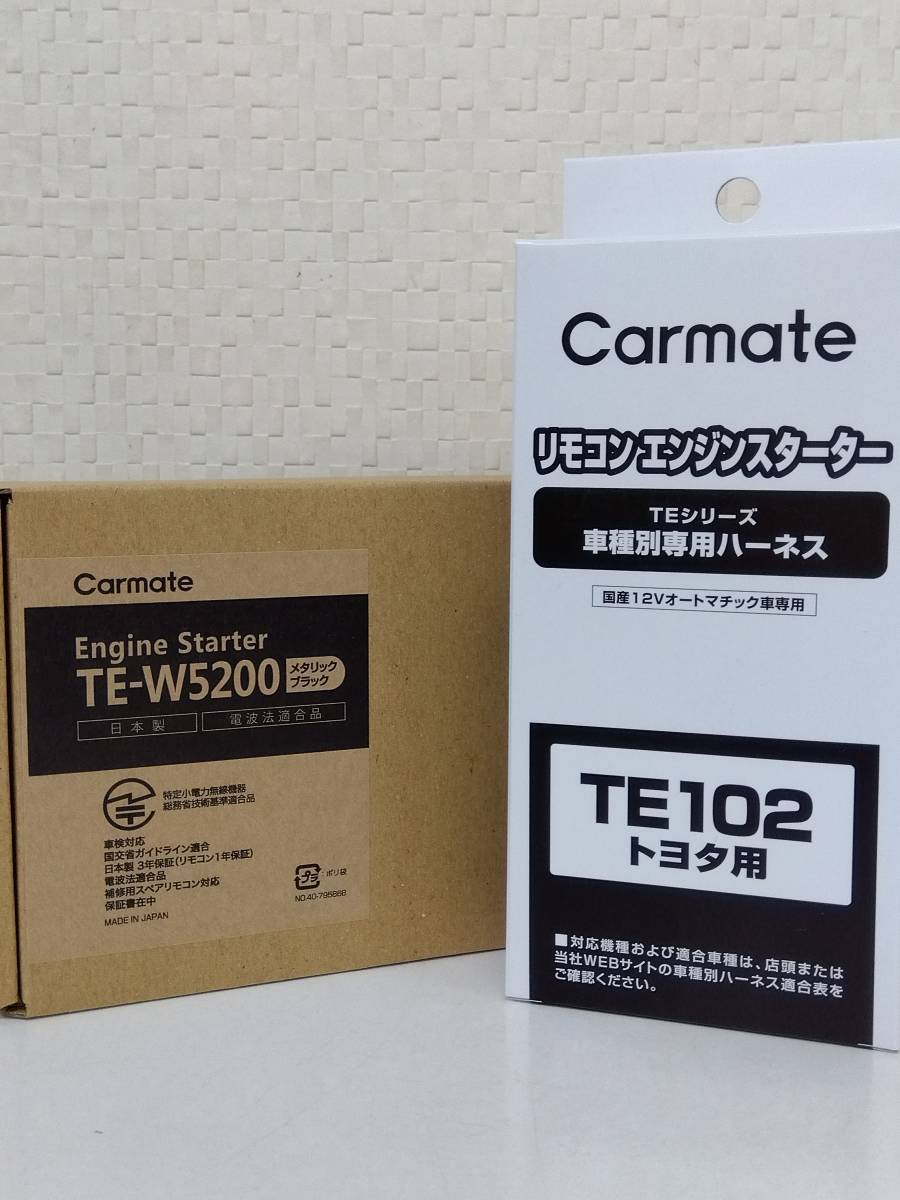 Carmate
Engine Starter
TE-W5200
メタリック
ブラック
日本製
電波法適合品
特定小電力無線機器
総務省技術基準適合品
車検対応
国交省ガイドライン適合
日本製 3年保証(リモコン1年保証)
電波法適合品
補修用スペアリモコン対応
保証書在中
MADE IN JAPAN
プラ
:ポリ袋
Carmate
リモコン エンジンスターター
TEシリーズ
車種別専用ハーネス
国産12Vオートマチック車専用
TE102
トヨタ用
■対応機種および適合車種は、店頭または
当社WEBサイトの車種別ハーネス適合表を
ご確認ください。